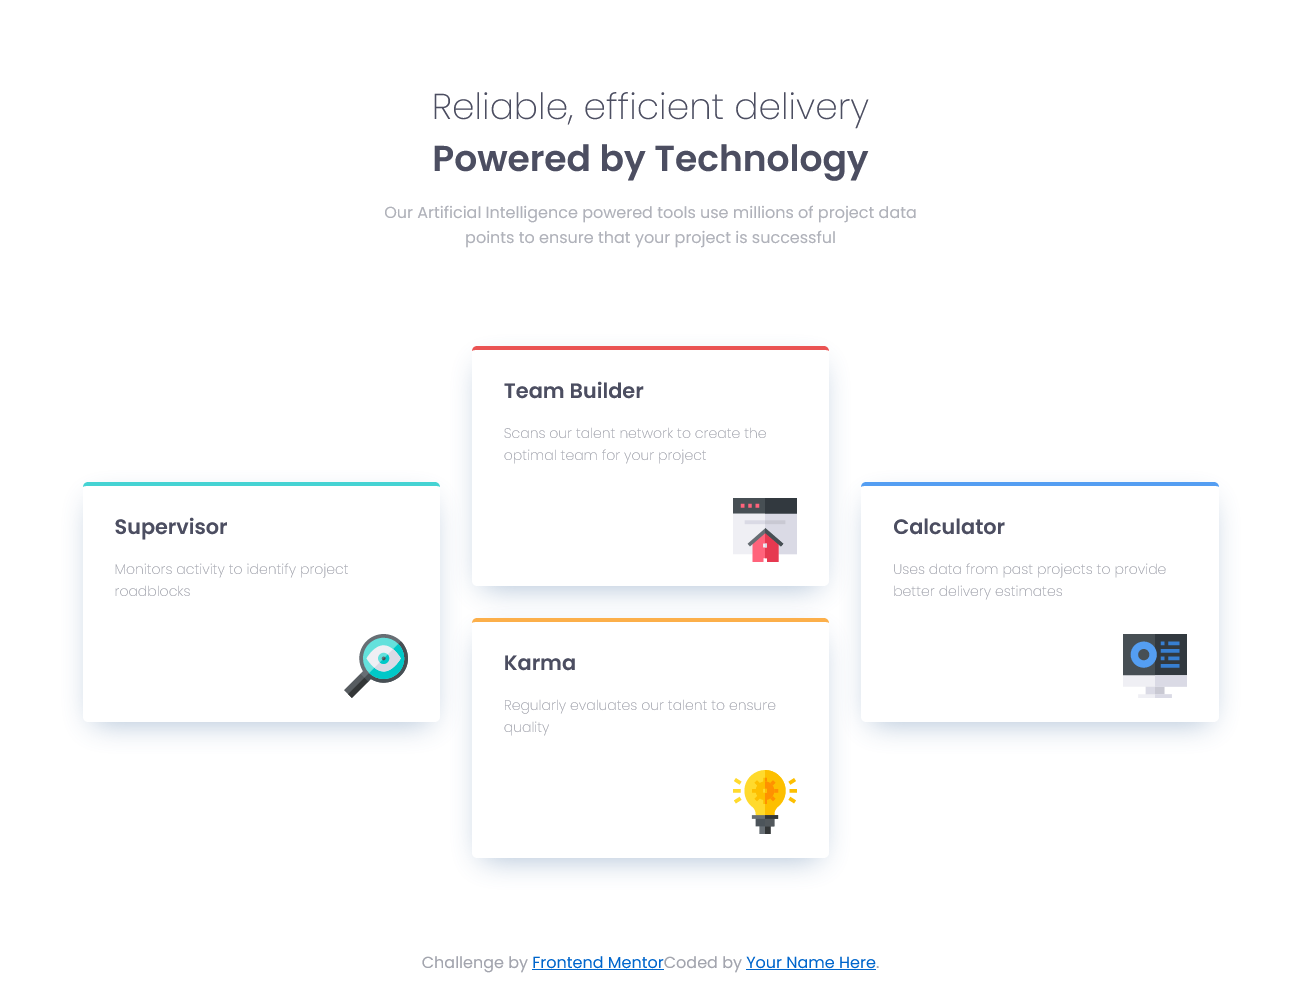 Reliable, efficient delivery
Powered by Technology
Our Artificial Intelligence powered tools use millions of project data
points to ensure that your project is successful
Supervisor
Monitors activity to identify project
roadblocks
Team Builder
Scans our talent network to create the
optimal team for your project
Karma
Regularly evaluates our talent to ensure
quality
Calculator
Uses data from past projects to provide
better delivery estimates
Challenge by Frontend MentorCoded by Your Name Here.